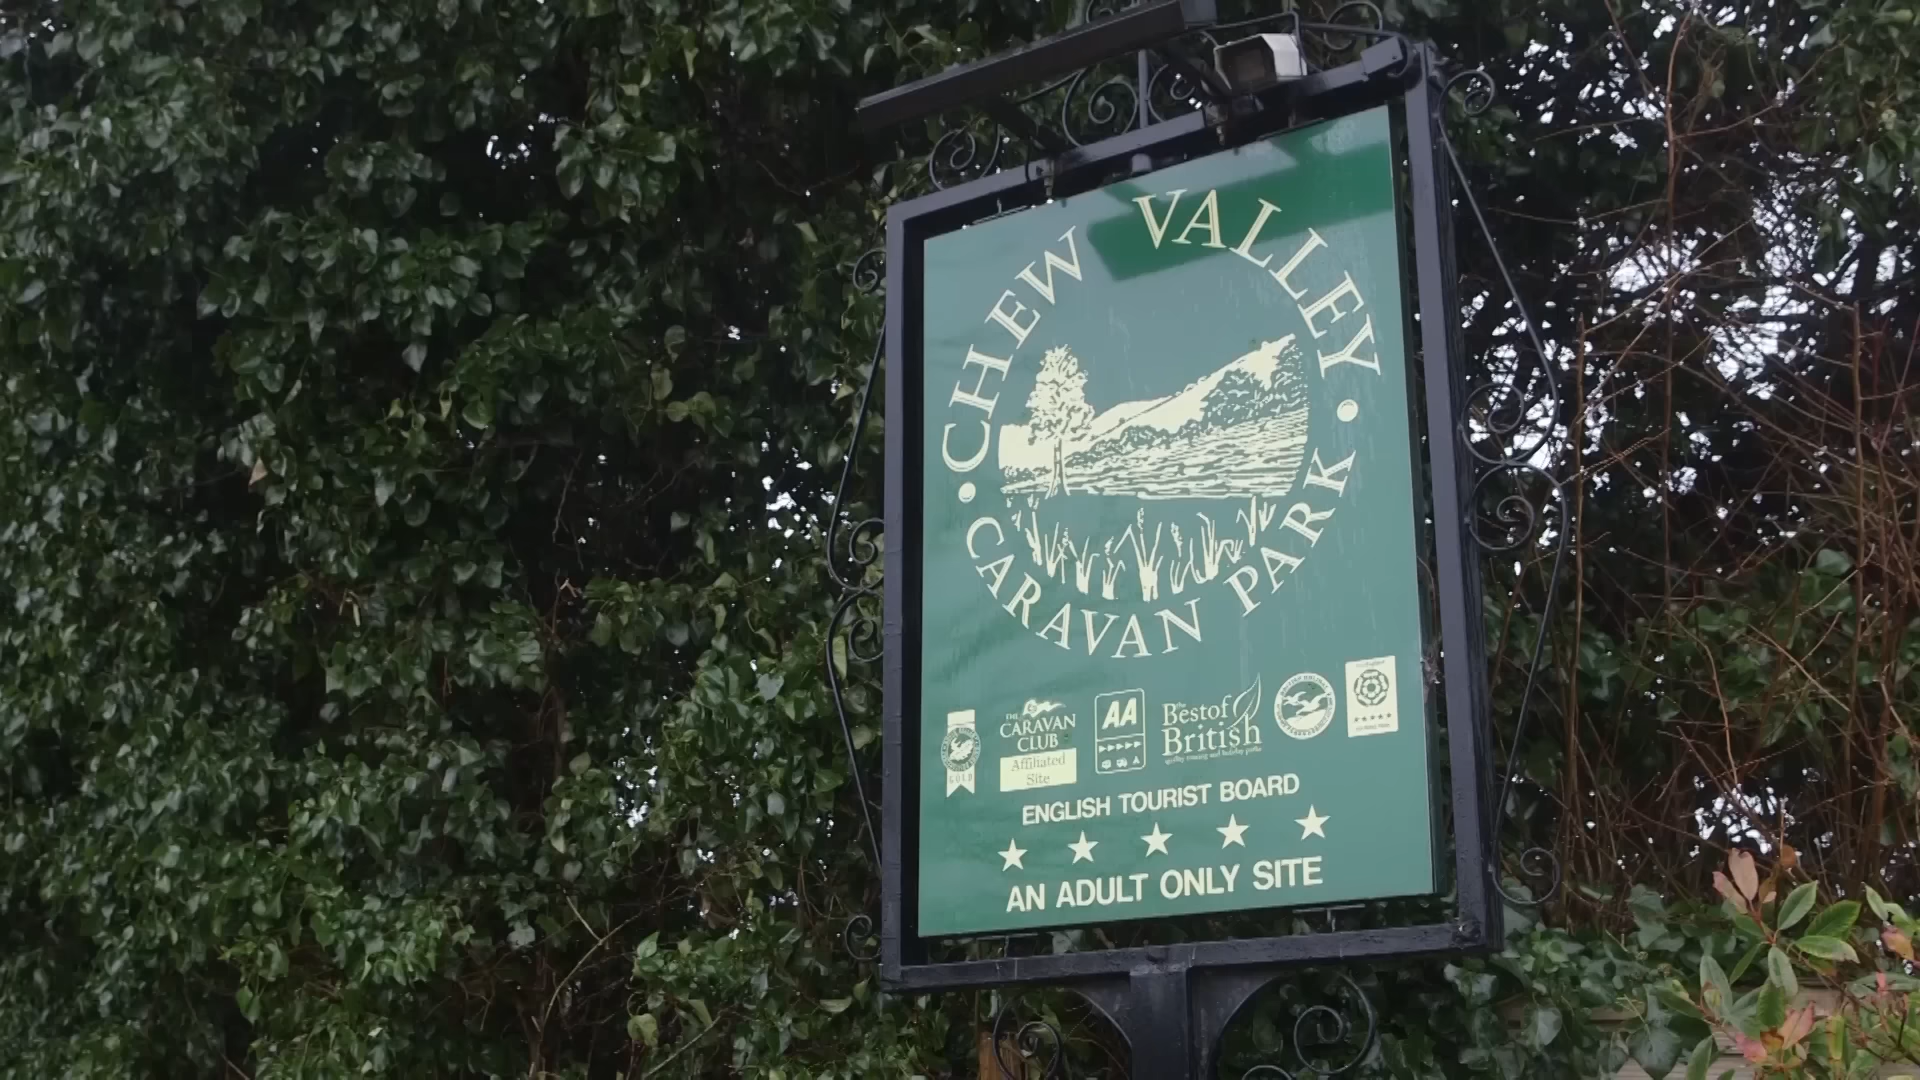 CHEW VALLEY
CARAVAN PARK
GOLD
THE
CARAVAN
CLUB
Affiliated
Site
AA
Best of
British
ENGLISH TOURIST BOARD
AN ADULT ONLY SITE